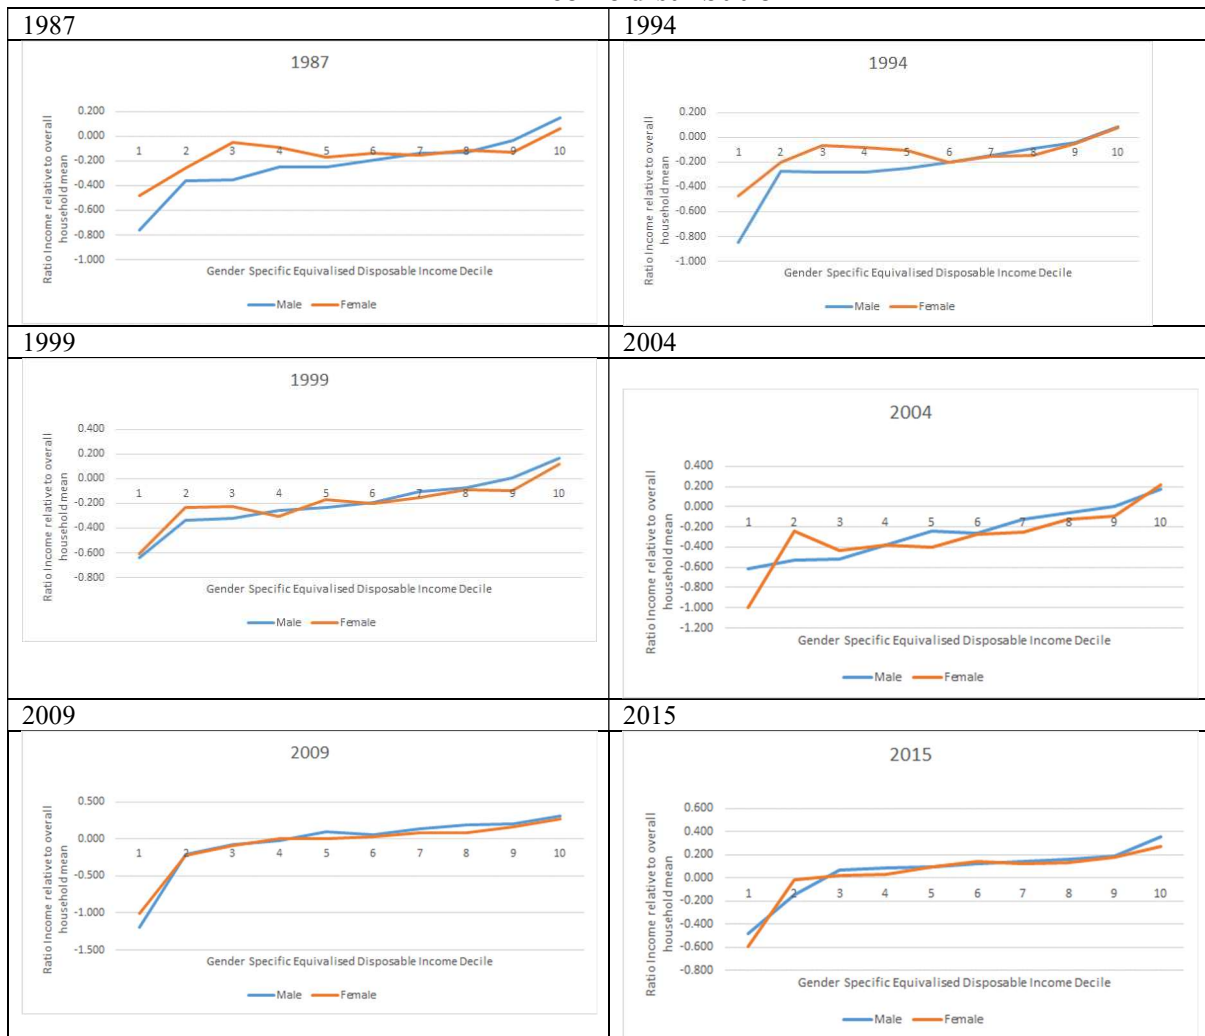 1987
1994
1987
Ratio Income relative to overall
household mean
0.200
0.000
-0.200
-0.400
-0.600
-0.800
-1.000
1 2 3 4 5 6 7 8 9 10
Gender Specific Equivalised Disposable Income Decile
Male Female
1994
Ratio Income relative to overall
household mean
0.200
0.000
-0.200
-0.400
-0.600
-0.800
-1.000
1 2 3 4 5 6 7 8 9 10
Gender Specific Equivalised Disposable Income Decile
Male Female
1999
2004
1999
Ratio Income relative to overall
household mean
0.400
0.200
0.000
-0.200
-0.400
-0.600
-0.800
1 2 3 4 5 6 7 8 9 10
Gender Specific Equivalised Disposable Income Decile
Male Female
2004
Ratio Income relative to overall
household mean
0.400
0.200
0.000
-0.200
-0.400
-0.600
-0.800
-1.000
-1.200
1 2 3 4 5 6 7 8 9 10
Gender Specific Equivalised Disposable Income Decile
Male Female
2009
2015
2009
Ratio Income relative to overall
household mean
0.500
0.000
-0.500
-1.000
-1.500
1 2 3 4 5 6 7 8 9 10
Gender Specific Equivalised Disposable Income Decile
Male Female
2015
Ratio Income relative to overall
household mean
0.600
0.400
0.200
0.000
-0.200
-0.400
-0.600
-0.800
1 2 3 4 5 6 7 8 9 10
Gender Specific Equivalised Disposable Income Decile
Male Female